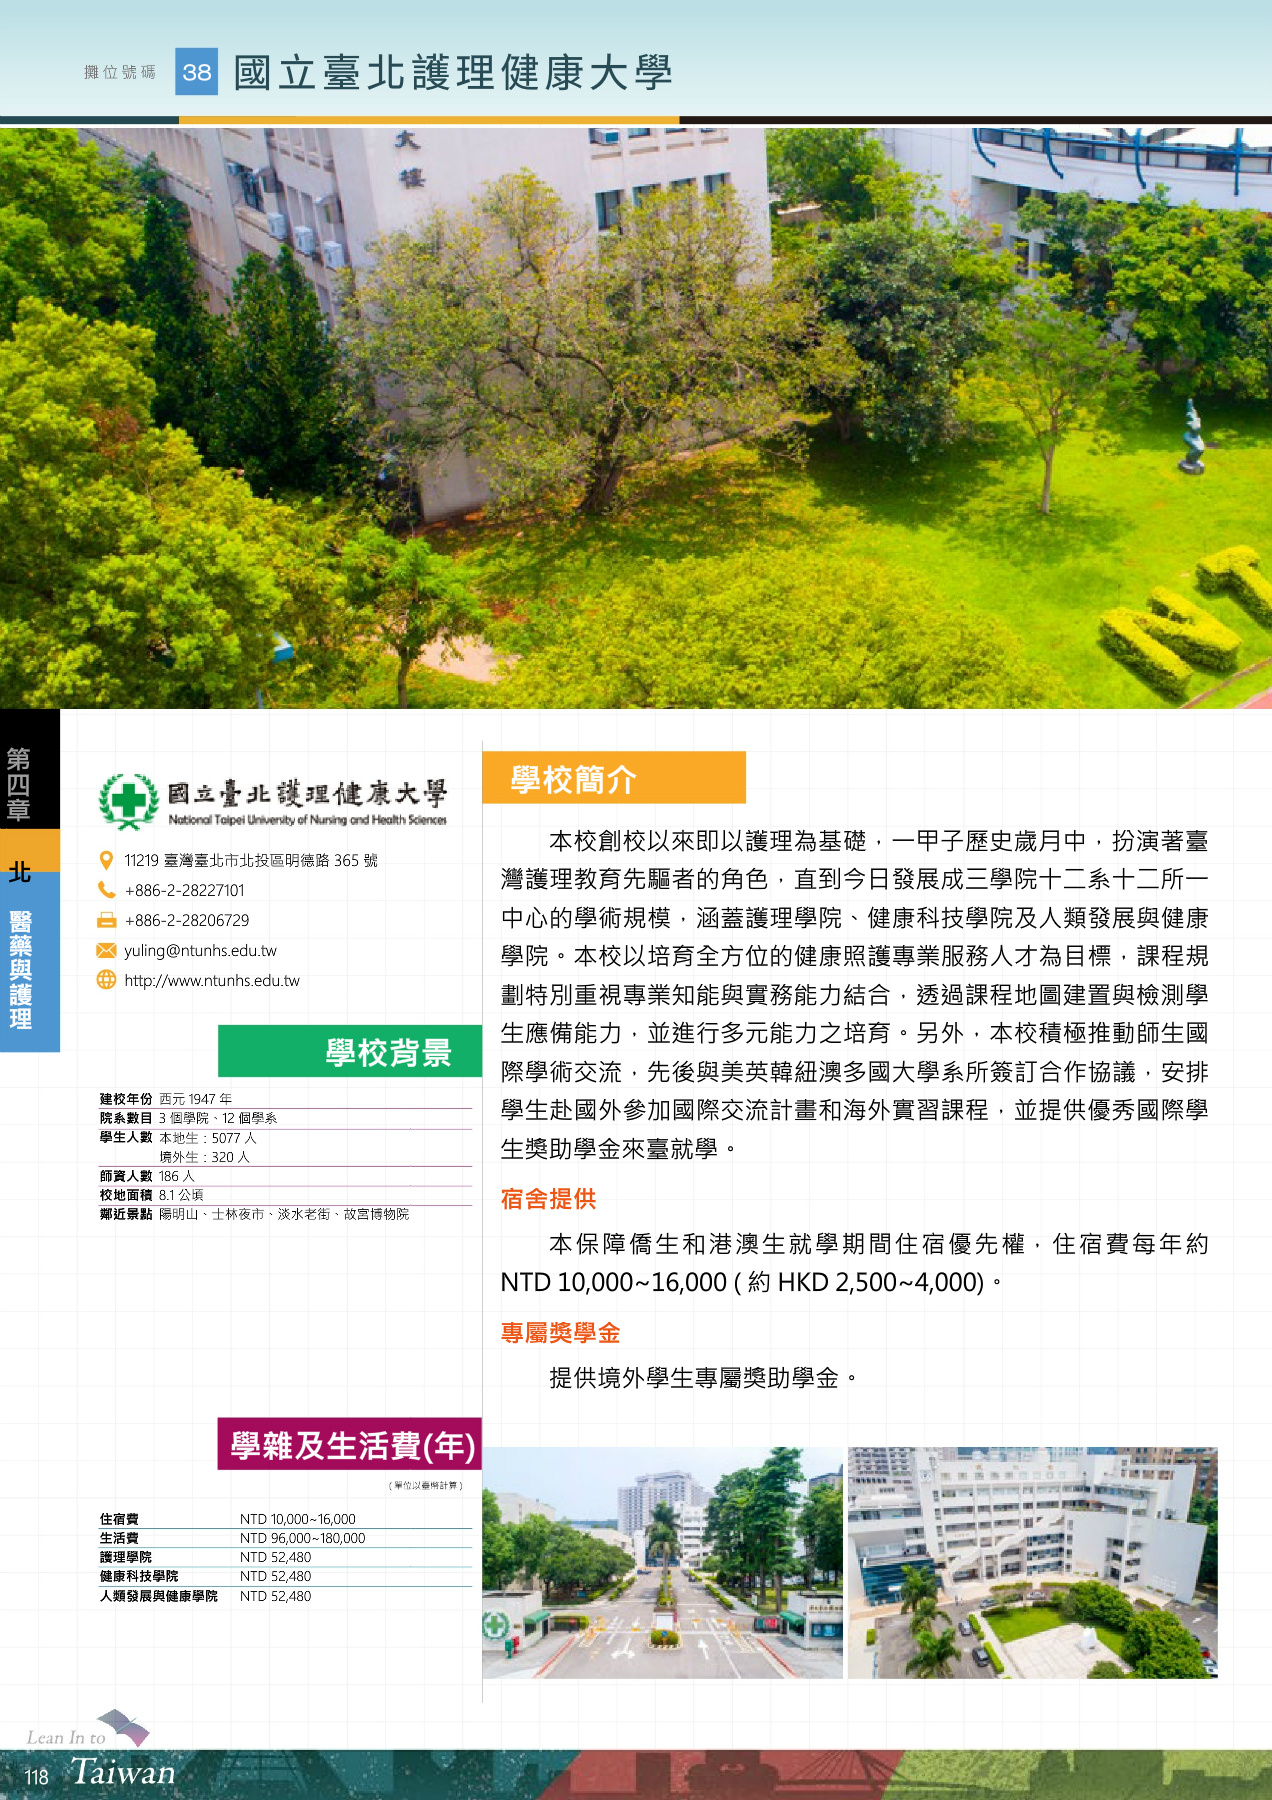 攤位號碼 38 國立臺北護理健康大學
大
樓
第四章
北
醫藥與護理
國立臺北護理健康大學
National Taipei University of Nursing and Health Sciences
11219 臺灣臺北市北投區明德路 365 號
+886-2-28227101
+886-2-28206729
yuling@ntunhs.edu.tw
http://www.ntunhs.edu.tw
學校背景
建校年份 西元 1947 年
院系數目 3 個學院、12 個學系
學生人數 本地生：5077 人
境外生：320 人
師資人數 186 人
校地面積 8.1 公頃
鄰近景點 陽明山、士林夜市、淡水老街、故宮博物院
學雜及生活費(年)
(單位以臺幣計算)
住宿費 NTD 10,000~16,000
生活費 NTD 96,000~180,000
護理學院 NTD 52,480
健康科技學院 NTD 52,480
人類發展與健康學院 NTD 52,480
學校簡介
本校創校以來即以護理為基礎，一甲子歷史歲月中，扮演著臺
灣護理教育先驅者的角色，直到今日發展成三學院十二系十二所一
中心的學術規模，涵蓋護理學院、健康科技學院及人類發展與健康
學院。本校以培育全方位的健康照護專業服務人才為目標，課程規
劃特別重視專業知能與實務能力結合，透過課程地圖建置與檢測學
生應備能力，並進行多元能力之培育。另外，本校積極推動師生國
際學術交流，先後與美英韓紐澳多國大學系所簽訂合作協議，安排
學生赴國外參加國際交流計畫和海外實習課程，並提供優秀國際學
生獎助學金來臺就學。
宿舍提供
本保障僑生和港澳生就學期間住宿優先權，住宿費每年約
NTD 10,000~16,000 ( 約 HKD 2,500~4,000)。
專屬獎學金
提供境外學生專屬獎助學金。
Lean In to
118 Taiwan